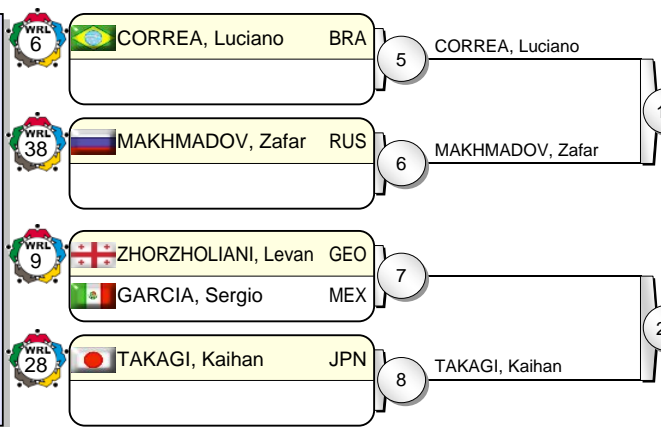 WRL
6
CORREA, Luciano BRA
5
CORREA, Luciano
WRL
38
MAKHMADOV, Zafar RUS
6
MAKHMADOV, Zafar
WRL
9
ZHORZHOLIANI, Levan GEO
GARCIA, Sergio MEX
7
WRL
28
TAKAGI, Kaihan JPN
8
TAKAGI, Kaihan